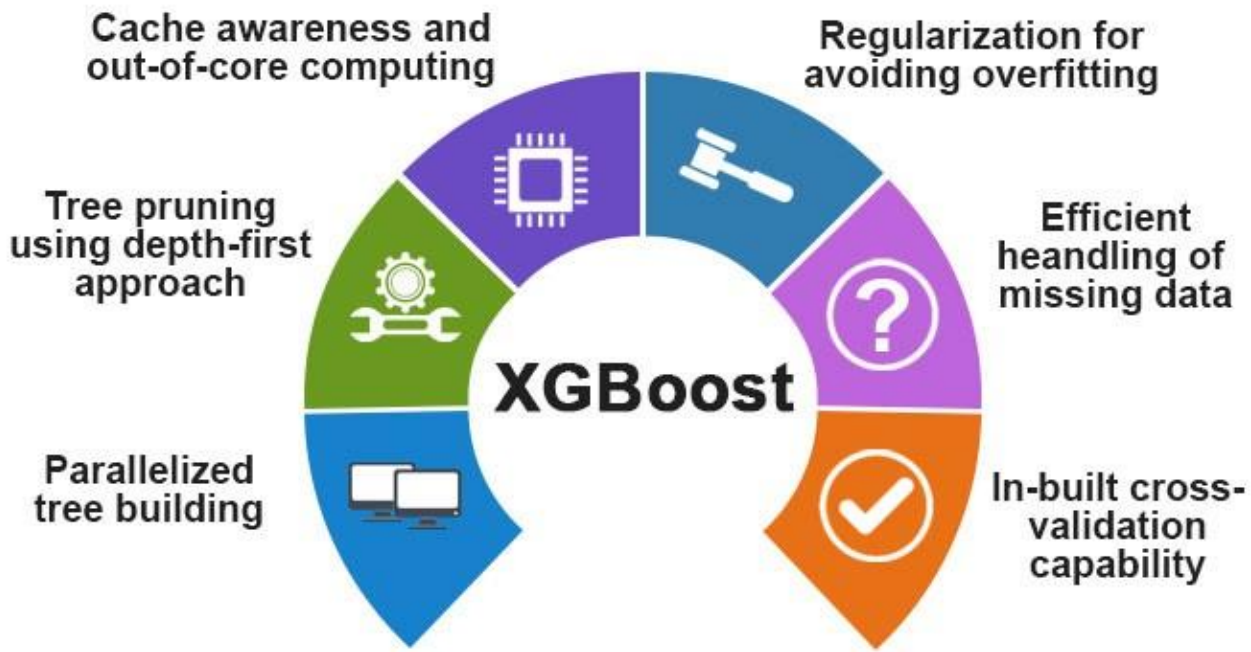 Cache awareness and
out-of-core computing
Regularization for
avoiding overfitting
Tree pruning
using depth-first
approach
Efficient
heandling of
missing data
XGBoost
Parallelized
tree building
In-built cross-
validation
capability